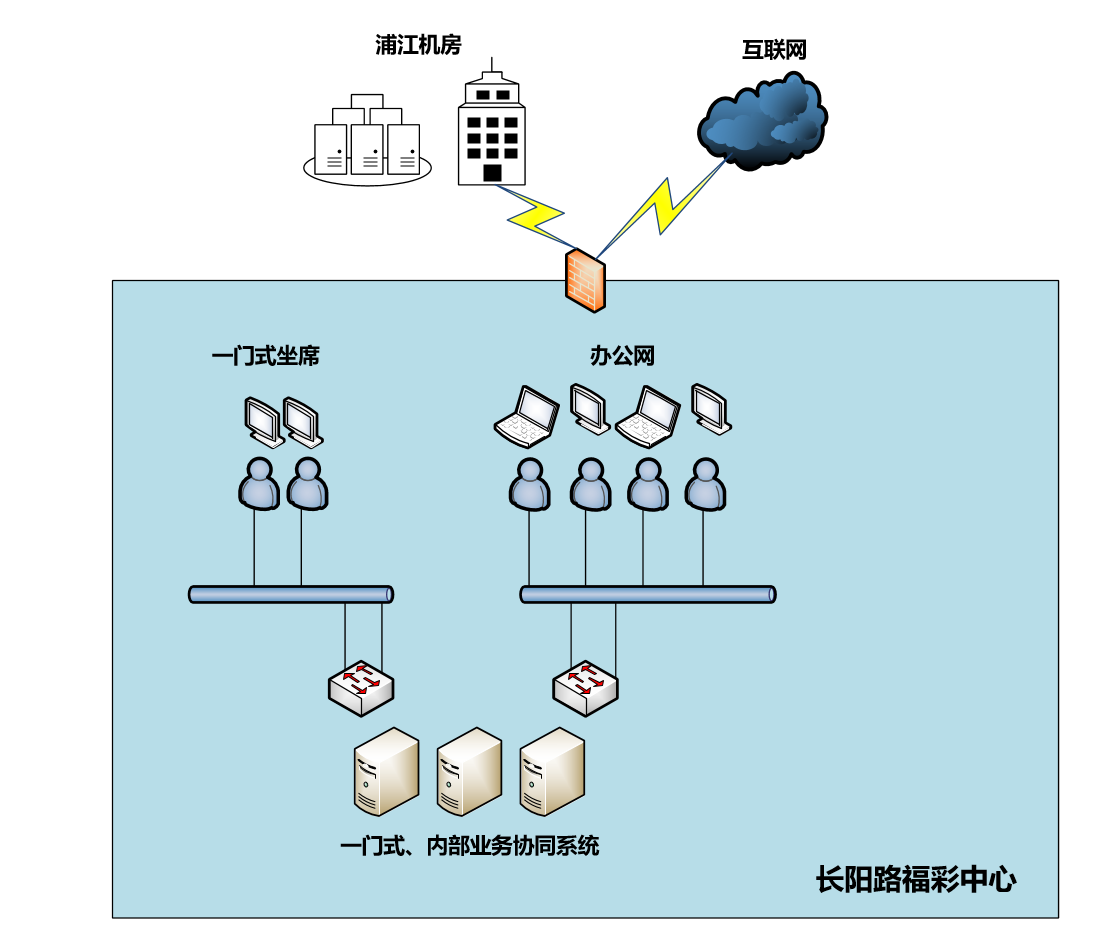 浦江机房
互联网
一门式坐席
办公网
一门式、内部业务协同系统
长阳路福彩中心